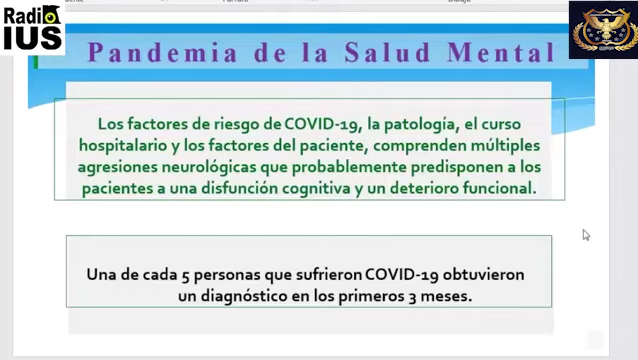 Radio
IUS
Pandemia de la Salud Mental
Los factores de riesgo de COVID-19, la patología, el curso
hospitalario y los factores del paciente, comprenden múltiples
agresiones neurológicas que probablemente predisponen a los
pacientes a una disfunción cognitiva y un deterioro funcional.
Una de cada 5 personas que sufrieron COVID-19 obtuvieron
un diagnóstico en los primeros 3 meses.